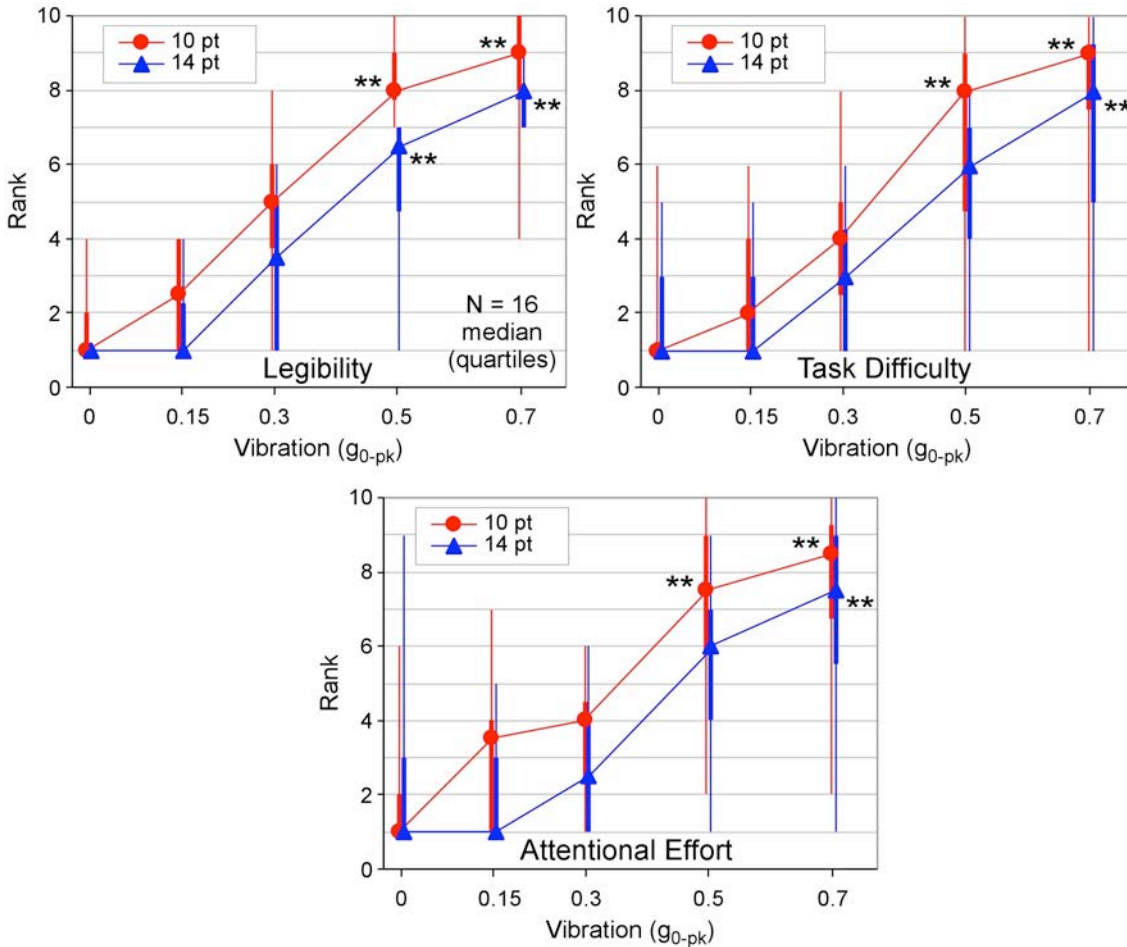 10
8
6
4
2
0
Rank
10 pt
14 pt
**
**
**
**
N = 16
median
(quartiles)
Legibility
0
0.15
0.3
0.5
0.7
Vibration (g0-pk)
10
8
6
4
2
0
Rank
10 pt
14 pt
**
**
**
Task Difficulty
0
0.15
0.3
0.5
0.7
Vibration (g0-pk)
10
8
6
4
2
0
Rank
10 pt
14 pt
**
**
**
Attentional Effort
0
0.15
0.3
0.5
0.7
Vibration (g0-pk)